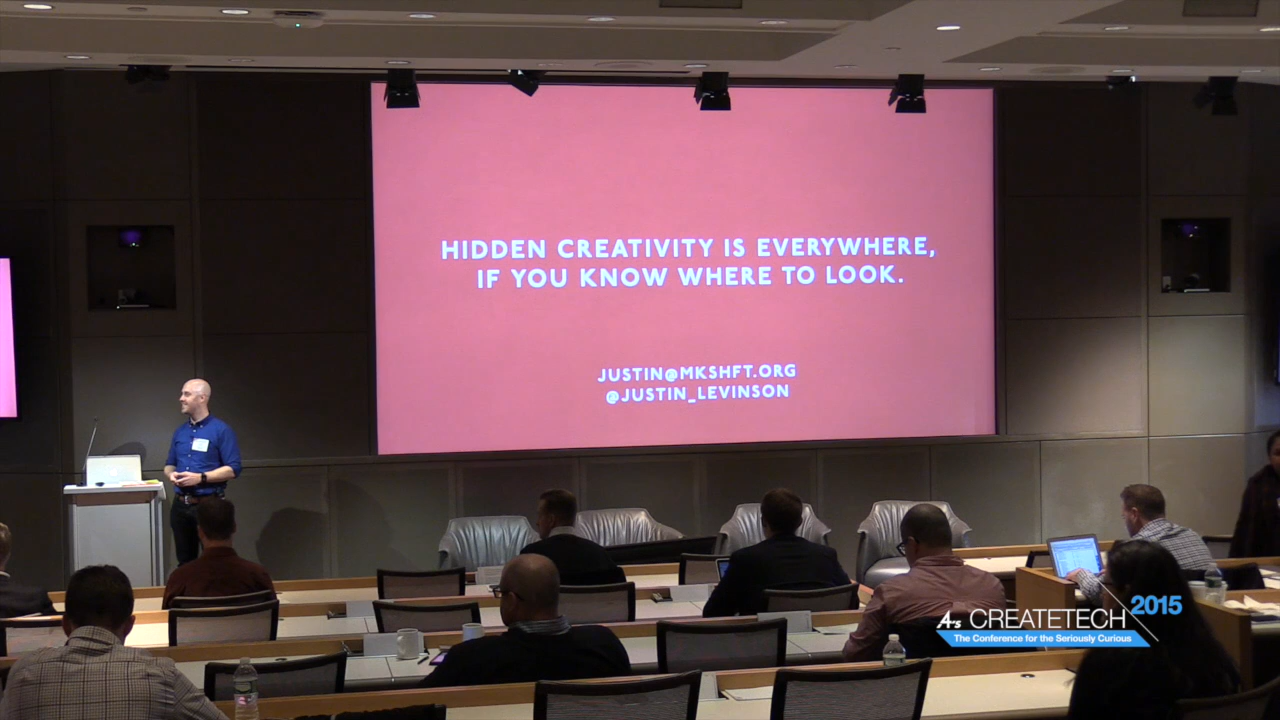 HIDDEN CREATIVITY IS EVERYWHERE,
IF YOU KNOW WHERE TO LOOK.
JUSTIN@MKSHFT.ORG
@JUSTIN_LEVINSON
4A's CREATETECH 2015
The Conference for the Seriously Curious